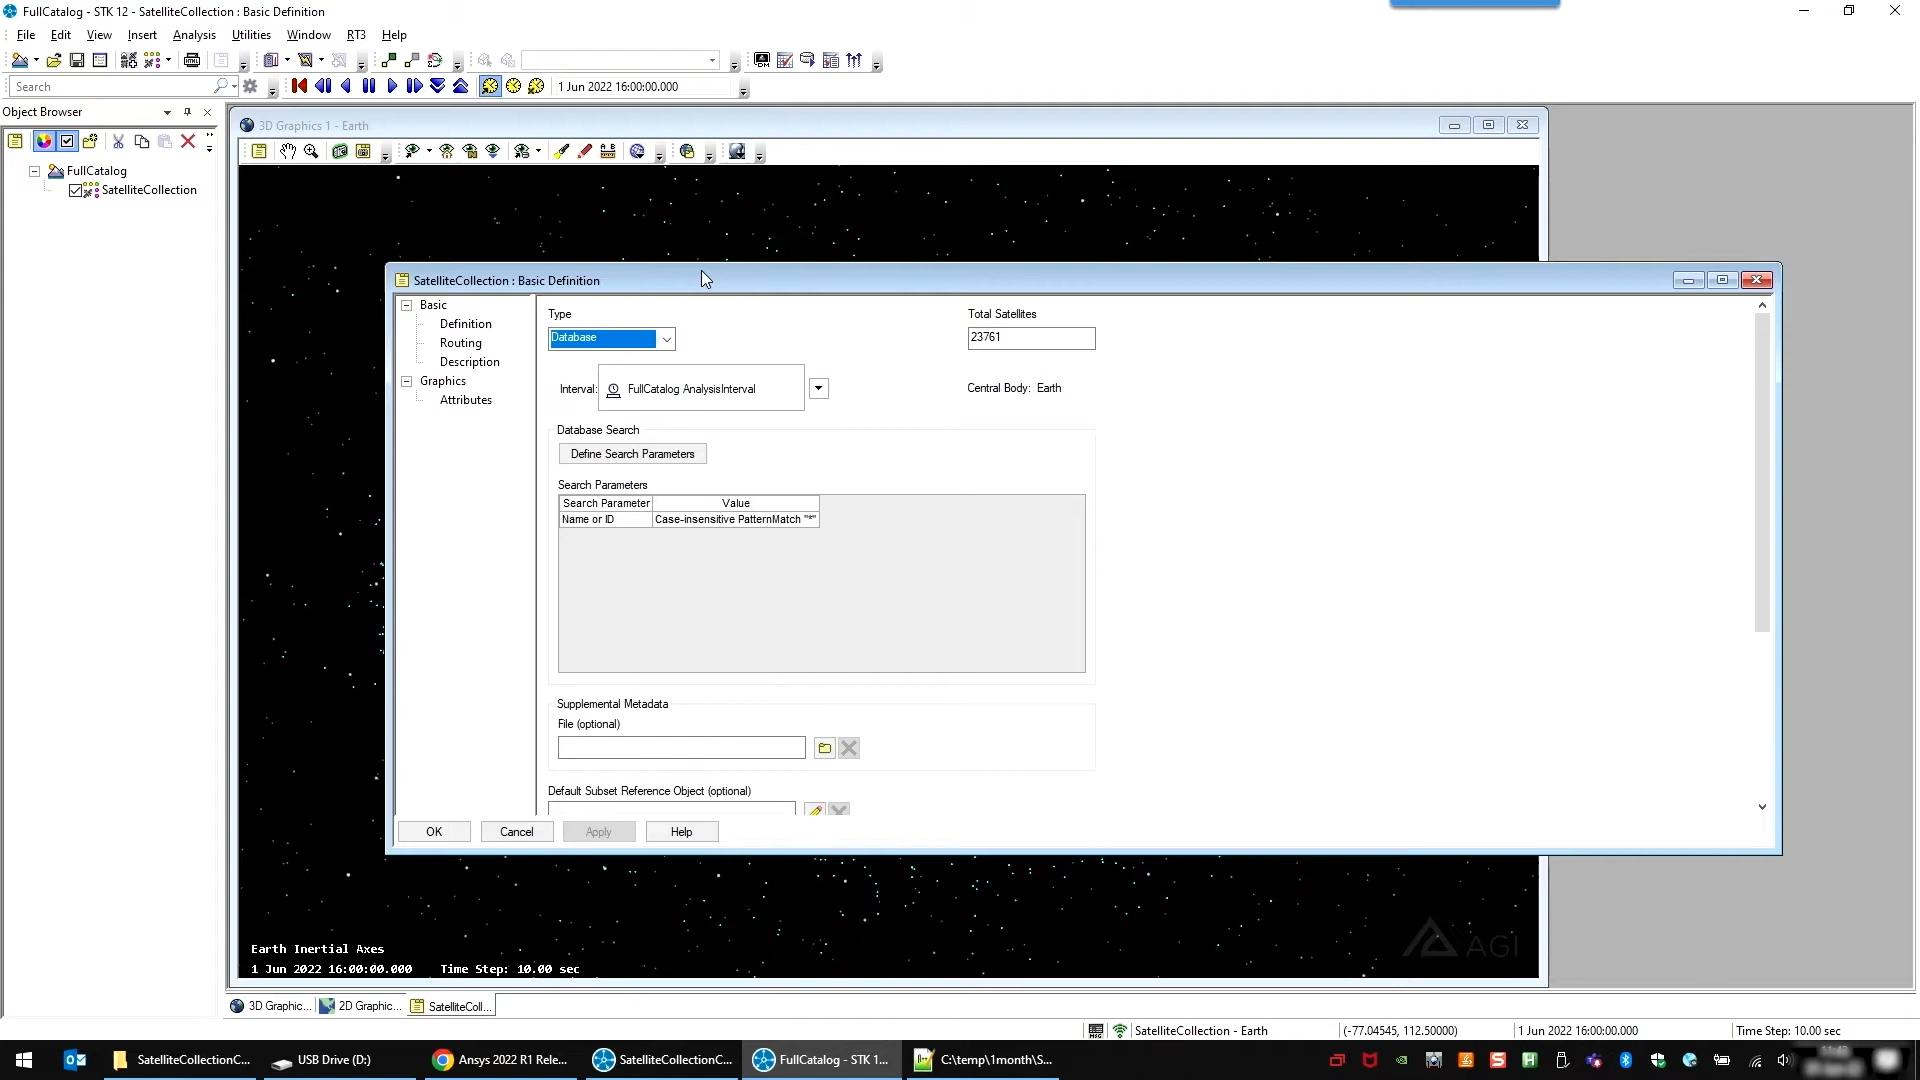 FullCatalog - STK 12 - SatelliteCollection : Basic Definition
File Edit View Insert Analysis Utilities Window RT3 Help
Search
1 Jun 2022 16:00:00.000
Object Browser
3D Graphics 1 - Earth
FullCatalog
SatelliteCollection
SatelliteCollection : Basic Definition
Basic
Definition
Routing
Description
Graphics
Attributes
Type
Database
Total Satellites
23761
Interval: FullCatalog AnalysisInterval
Central Body: Earth
Database Search
Define Search Parameters
Search Parameters
Search Parameter Value
Name or ID Case-insensitive PatternMatch "*"
Supplemental Metadata
File (optional)
Default Subset Reference Object (optional)
OK Cancel Apply Help
AGI
Earth Inertial Axes
1 Jun 2022 16:00:00.000 Time Step: 10.00 sec
3D Graphic... 2D Graphic... SatelliteColl...
SatelliteCollection - Earth (-77.04545, 112.50000) 1 Jun 2022 16:00:00.000 Time Step: 10.00 sec
SatelliteCollectionC... USB Drive (D:) Ansys 2022 R1 Rele... SatelliteCollectionC... FullCatalog - STK 1... C:\temp\1month\S...